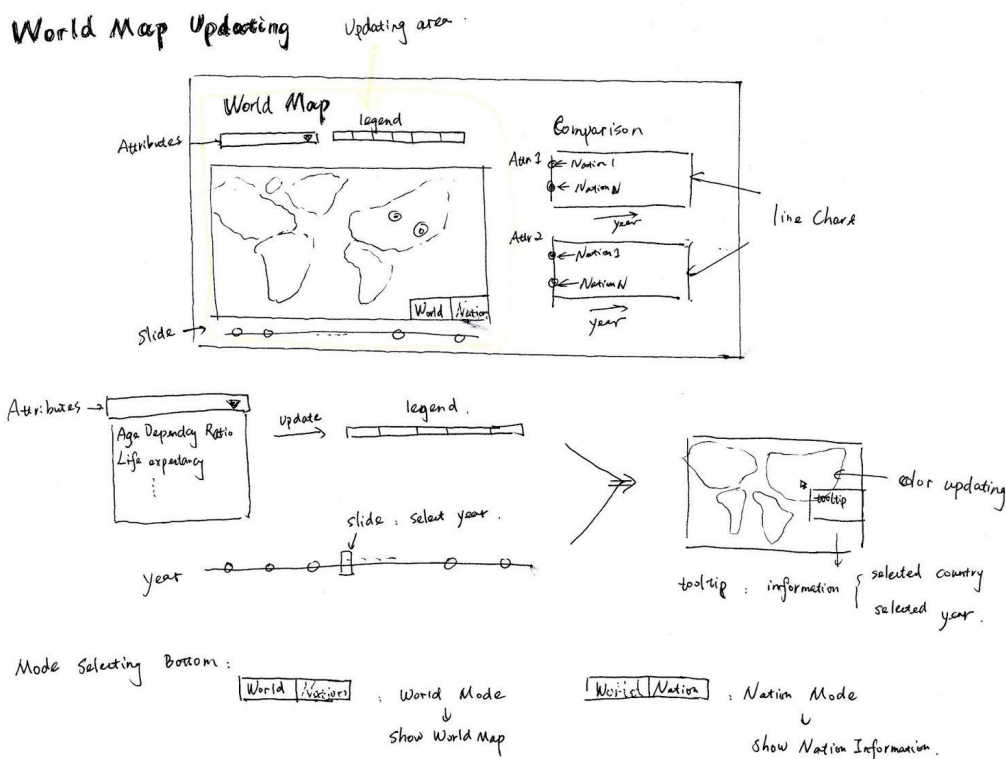 World Map Updating
Updating area.
World Map
legend
Attributes
Comparison
Attr 1
Nation 1
Nation N
year
line Chart
Attr 2
Nation 1
Nation N
year
World Nation
Slide
Attributes
Age Dependcy Ratio
Life expectancy
update
legend.
slide : select year.
year
tooltip
color updating
tooltip : information
selected country
selected year.
Mode Selecting Bottom :
World Nation : World Mode
show World Map
World Nation : Nation Mode
show Nation Information.